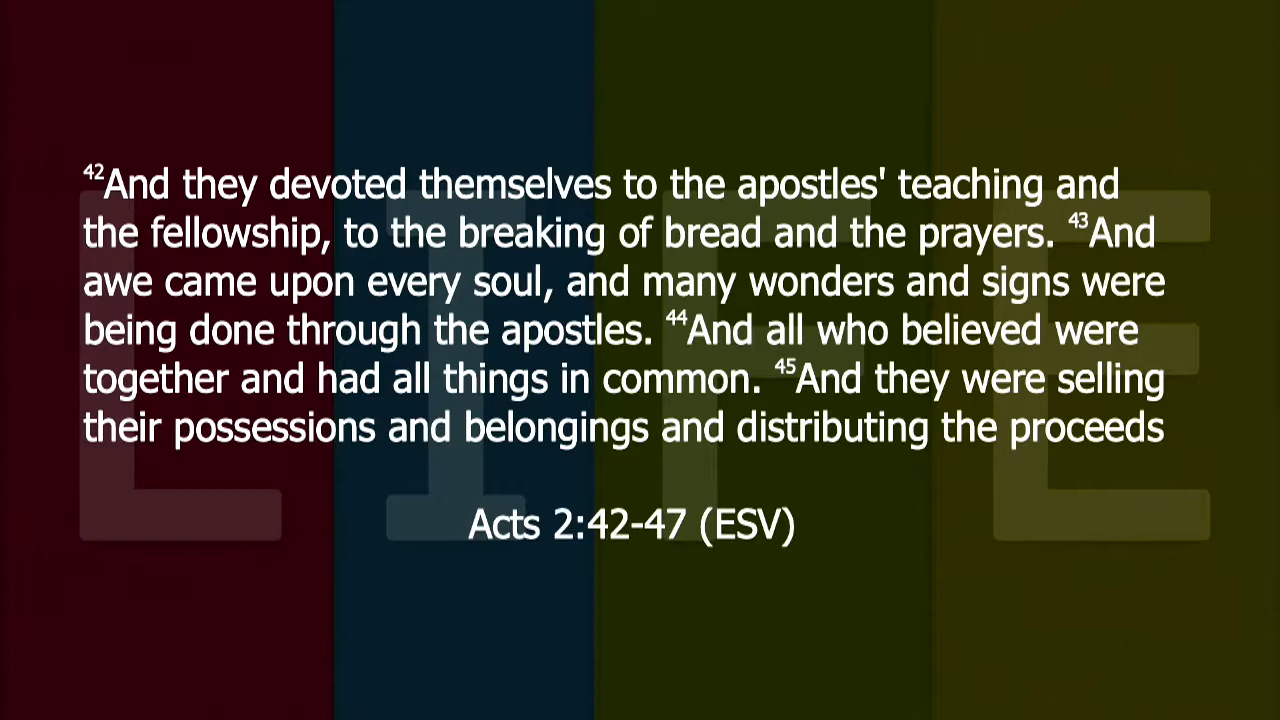 ⁴²And they devoted themselves to the apostles' teaching and
the fellowship, to the breaking of bread and the prayers. ⁴³And
awe came upon every soul, and many wonders and signs were
being done through the apostles. ⁴⁴And all who believed were
together and had all things in common. ⁴⁵And they were selling
their possessions and belongings and distributing the proceeds
Acts 2:42-47 (ESV)
LIFE